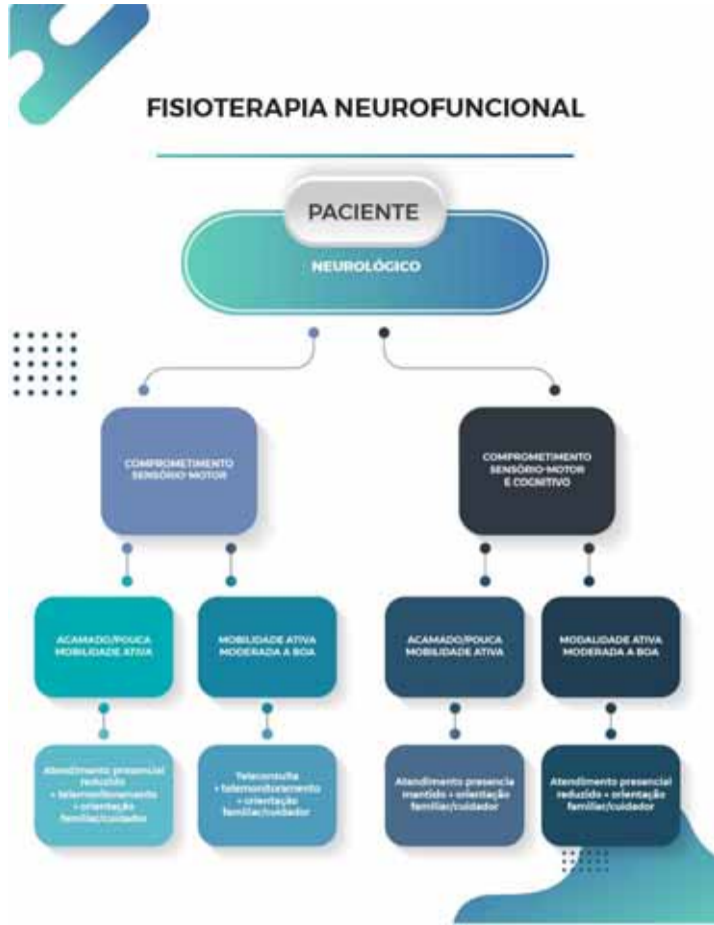 FISIOTERAPIA NEUROFUNCIONAL
PACIENTE
NEUROLÓGICO
COMPROMETIMENTO
SENSÓRIO-MOTOR
COMPROMETIMENTO
SENSÓRIO-MOTOR
E COGNITIVO
ACAMADO/POUCA
MOBILIDADE ATIVA
MOBILIDADE ATIVA
MODERADA A BOA
ACAMADO/POUCA
MOBILIDADE ATIVA
MODALIDADE ATIVA
MODERADA A BOA
Atendimento presencial
reduzido
+ telemonitoramento
+ orientação
familiar/cuidador
Teleconsulta
+ telemonitoriamento
+ orientação
familiar/cuidador
Atendimento presencia
mantido + orientação
familiar/cuidador
Atendimento presencial
reduzido + orientação
familiar/cuidador